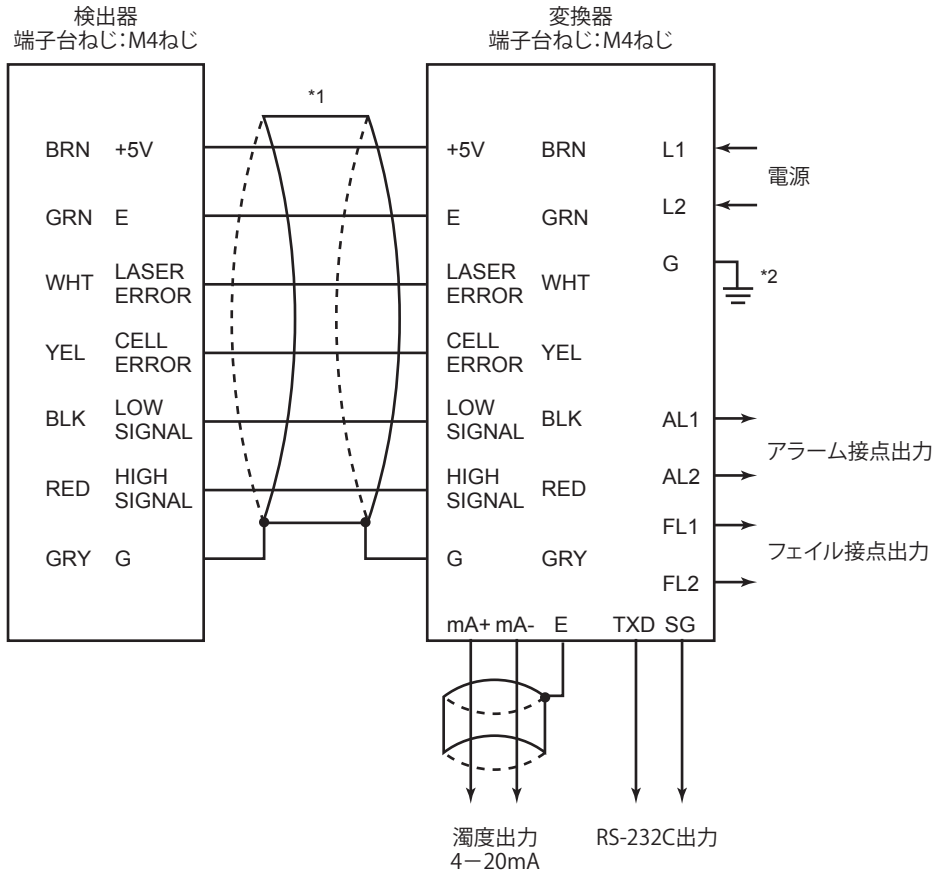 検出器
端子台ねじ：M4ねじ
変換器
端子台ねじ：M4ねじ
*1
BRN +5V
+5V BRN L1
電源
GRN E
E GRN L2
G *2
WHT LASER ERROR
LASER ERROR WHT
YEL CELL ERROR
CELL ERROR YEL
BLK LOW SIGNAL
LOW SIGNAL BLK AL1
アラーム接点出力
RED HIGH SIGNAL
HIGH SIGNAL RED AL2
FL1
フェイル接点出力
GRY G
G GRY
FL2
mA+ mA- E TXD SG
濁度出力
4－20mA
RS-232C出力